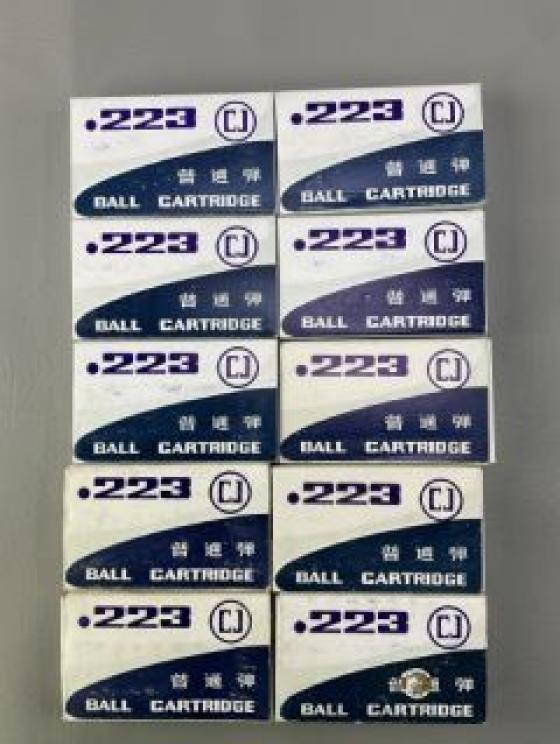 .223 CJ
普通弹
BALL CARTRIDGE
.223 CJ
普通弹
BALL CARTRIDGE
.223 CJ
普通弹
BALL CARTRIDGE
.223 CJ
普通弹
BALL CARTRIDGE
.223 CJ
普通弹
BALL CARTRIDGE
.223 CJ
普通弹
BALL CARTRIDGE
.223 CJ
普通弹
BALL CARTRIDGE
.223 CJ
普通弹
BALL CARTRIDGE
.223 CJ
普通弹
BALL CARTRIDGE
.223 CJ
普通弹
BALL CARTRIDGE